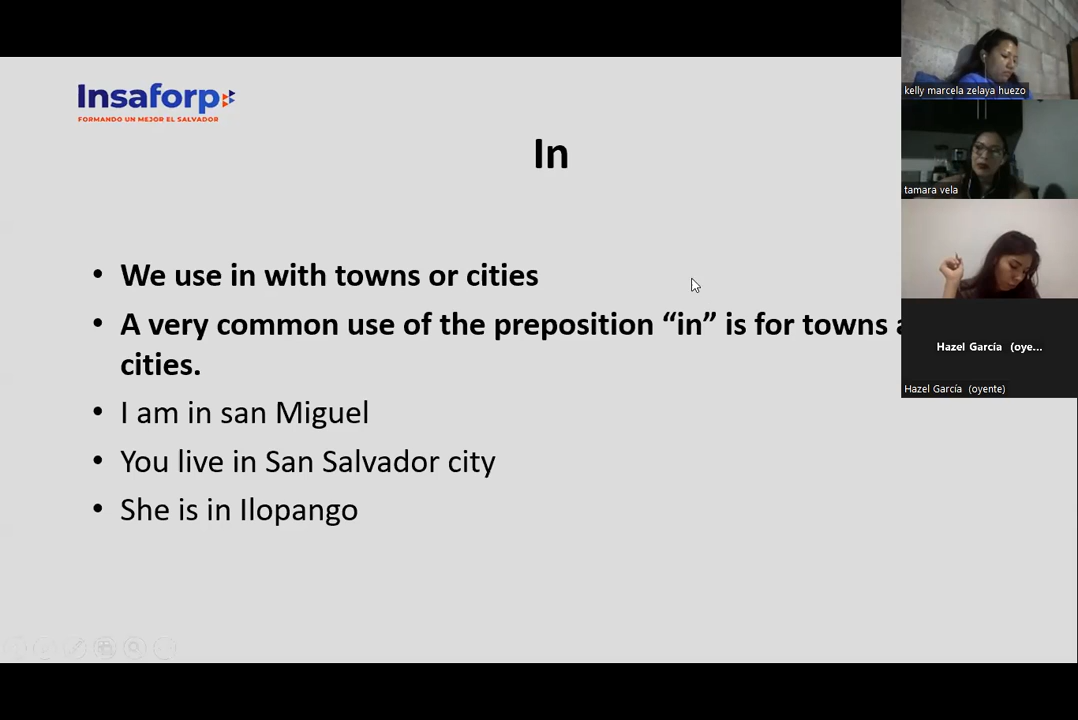 Insaforp
FORMANDO UN MEJOR EL SALVADOR
In
• We use in with towns or cities
• A very common use of the preposition “in” is for towns
cities.
• I am in san Miguel
• You live in San Salvador city
• She is in Ilopango
kelly marcela zelaya huezo
tamara vela
Hazel García (oye...
Hazel García (oyente)